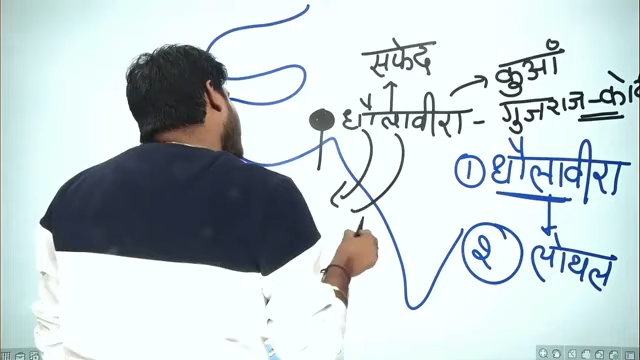 सफेद
कुआँ
धौलावीरा - गुजराज - को
① धौलावीरा
② लोथल